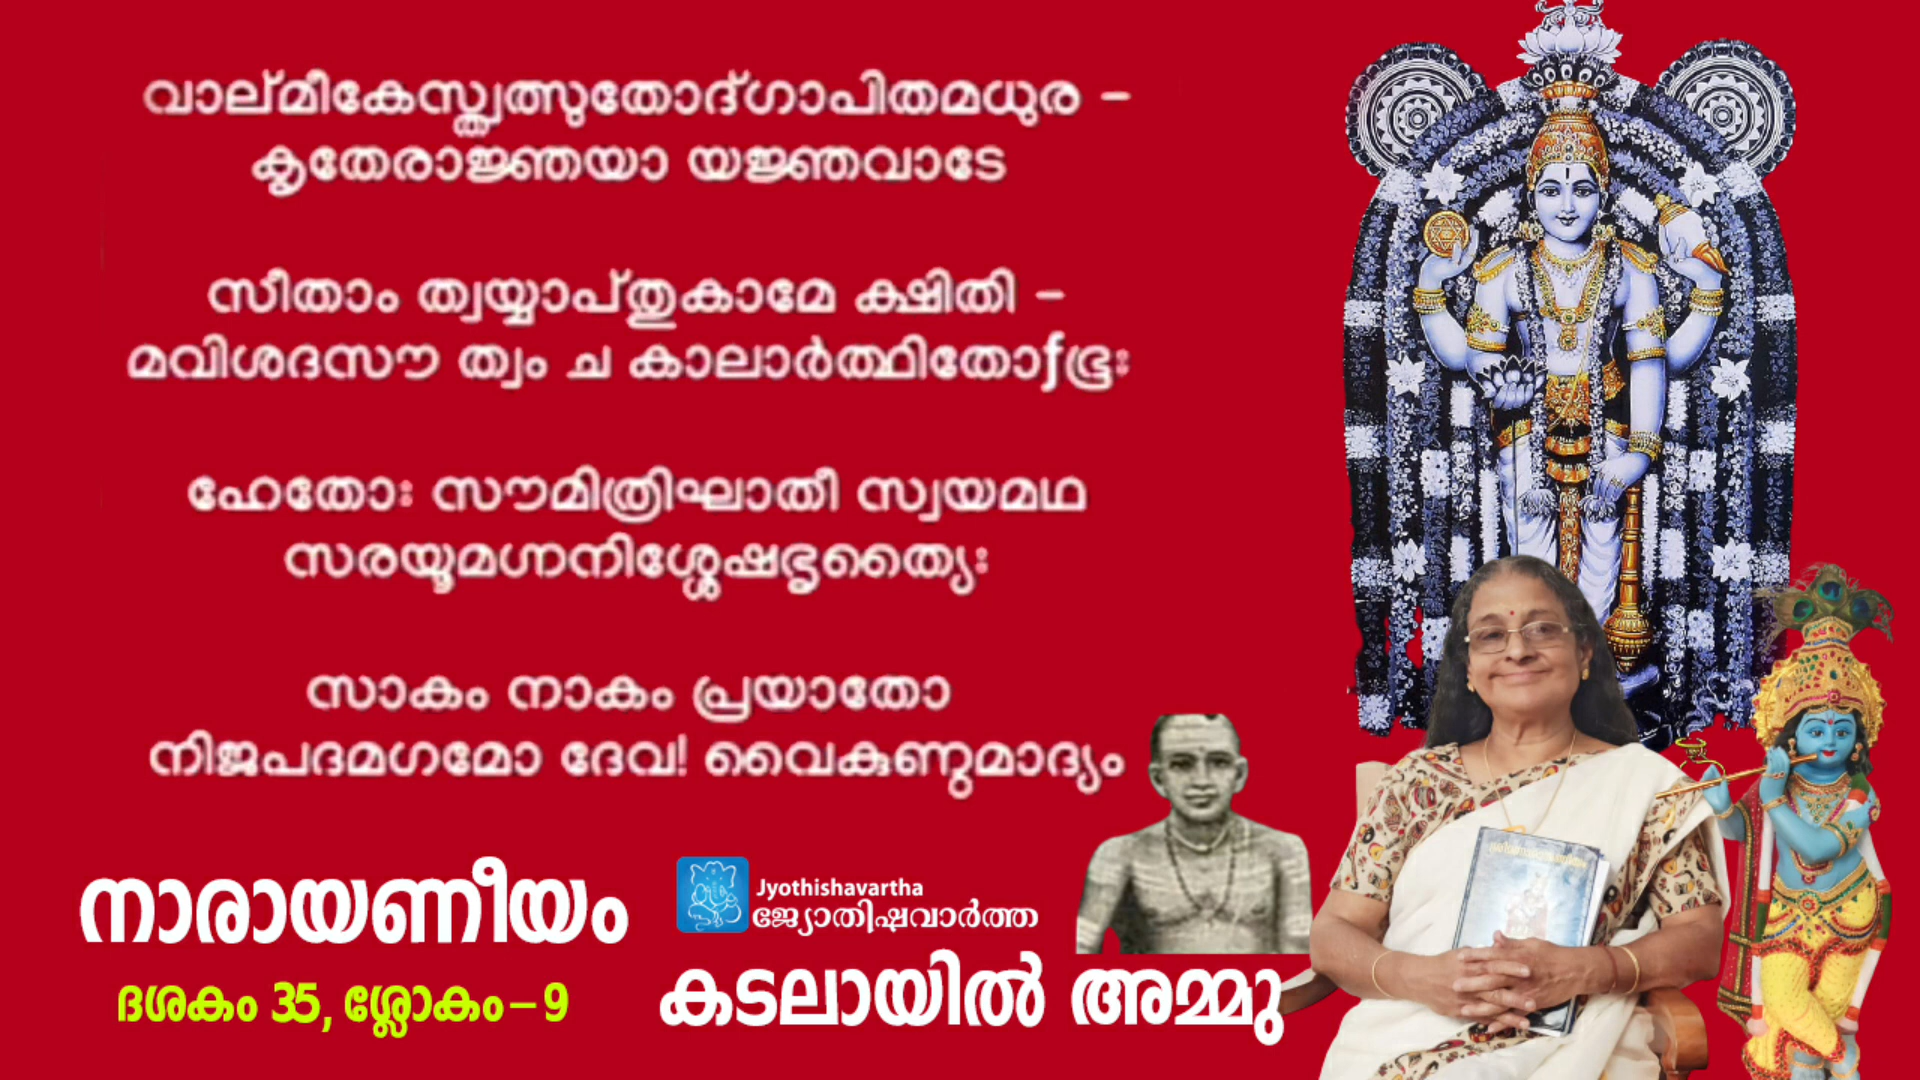 വാല്മീകേസ്ത്വത്സുതോദ്ഗാപിതമധുര –
കൃതേരാജ്ഞയാ യജ്ഞവാടേ
സീതാം ത്വയ്യാപ്തുകാമേ ക്ഷിതി –
മവിശദസൗ ത്വം ച കാലാർത്ഥിതോƒഭൂഃ
ഹേതോഃ സൗമിത്രിഘാതീ സ്വയമഥ
സരയൂമഗ്നനിശ്ശേഷഭൃത്യൈഃ
സാകം നാകം പ്രയാതോ
നിജപദമഗമോ ദേവ! വൈകുണ്ഠമാദ്യം
നാരായണീയം
ദശകം 35, ശ്ലോകം – 9
Jyothishavartha
ജ്യോതിഷവാർത്ത
കടലായിൽ അമ്മു